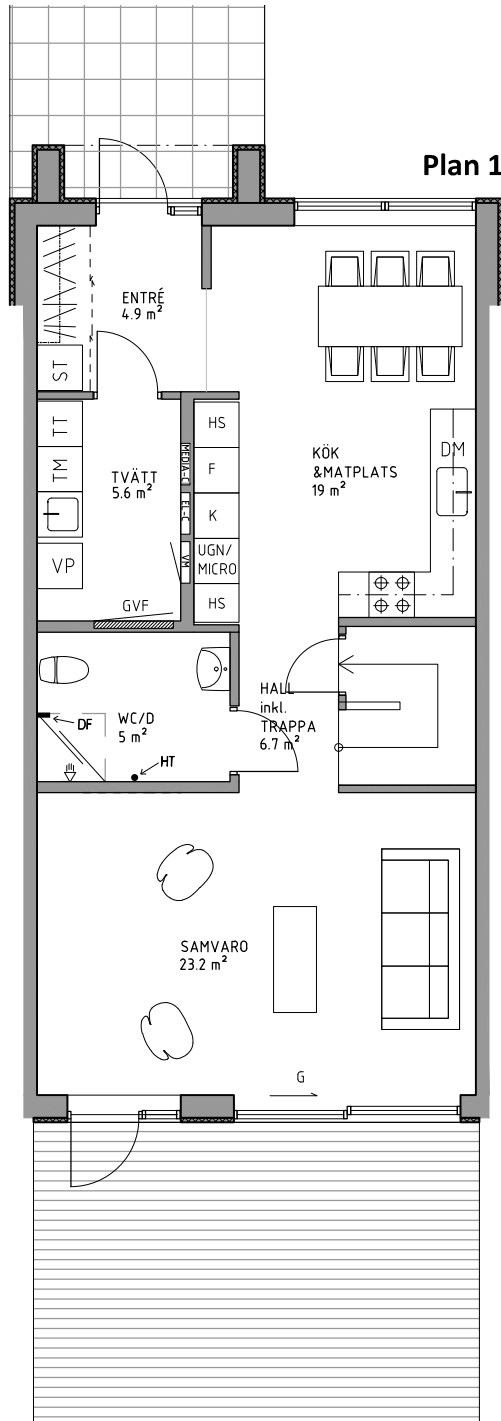 Plan 1
ENTRÉ
4.9 m²
ST
TT
TM
TVÄTT
5.6 m²
VP
GVF
MEDIA-C
EL-C
VM
HS
F
K
UGN/
MICRO
HS
KÖK
&MATPLATS
19 m²
DM
HALL
inkl.
TRAPPA
6.7 m²
WC/D
5 m²
DF
HT
SAMVARO
23.2 m²
G